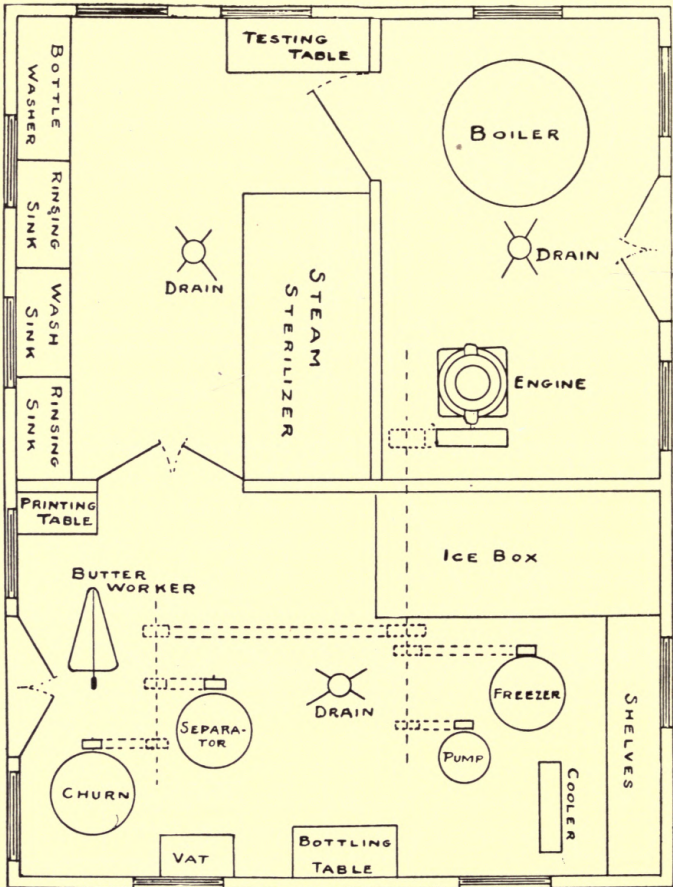 TESTING
TABLE
BOTTLE
WASHER
BOILER
RINSING
SINK
DRAIN
DRAIN
STEAM
STERILIZER
WASH
SINK
ENGINE
RINSING
SINK
PRINTING
TABLE
ICE BOX
BUTTER
WORKER
FREEZER
SHELVES
DRAIN
SEPARA-
TOR
PUMP
CHURN
COOLER
VAT
BOTTLING
TABLE